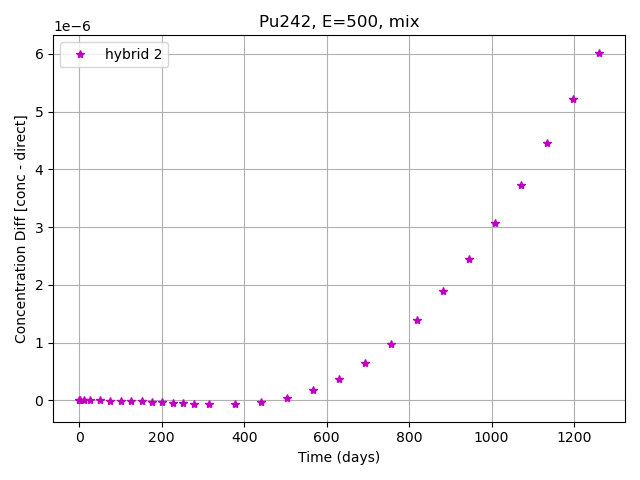 Pu242, E=500, mix
1e−6
hybrid 2
6
5
4
3
2
1
0
Concentration Diff [conc - direct]
0 200 400 600 800 1000 1200
Time (days)